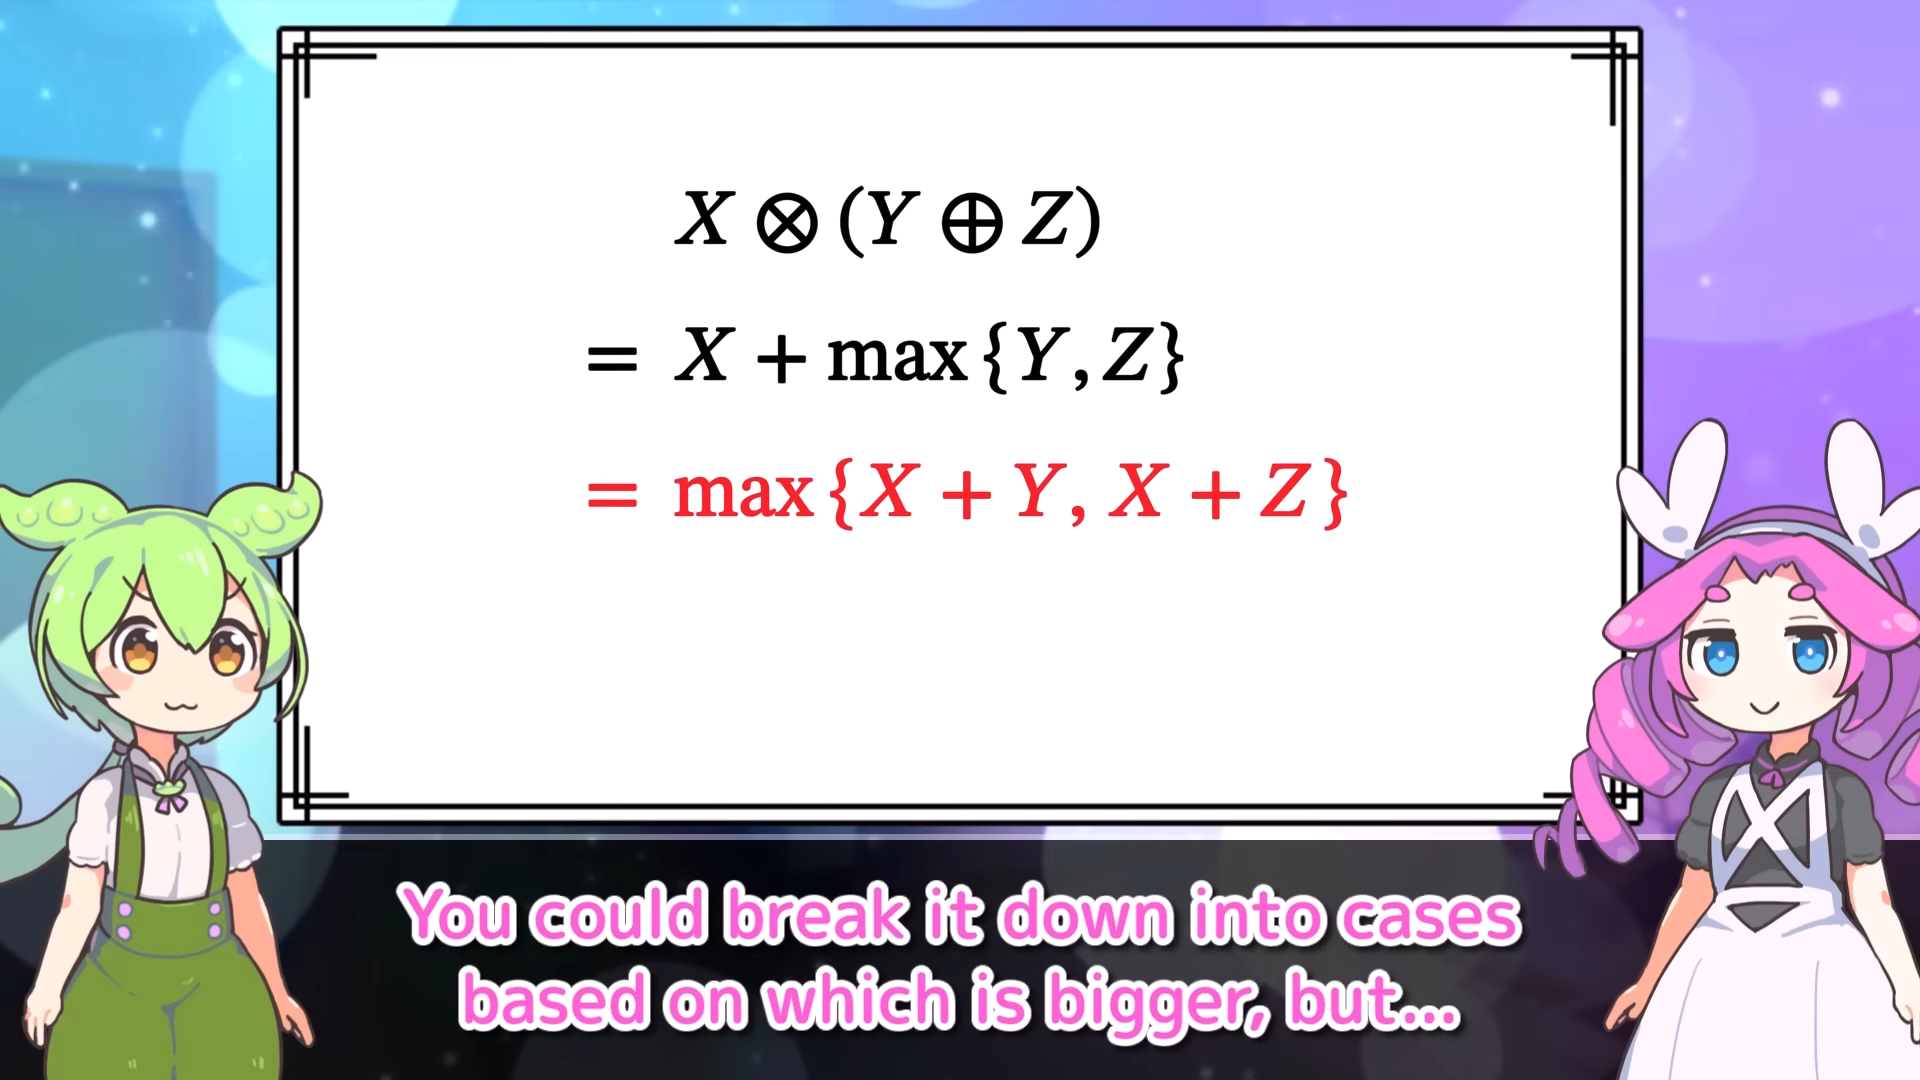 X ⊗ (Y ⊕ Z)
= X + max {Y, Z}
= max {X + Y, X + Z}
You could break it down into cases
based on which is bigger, but...